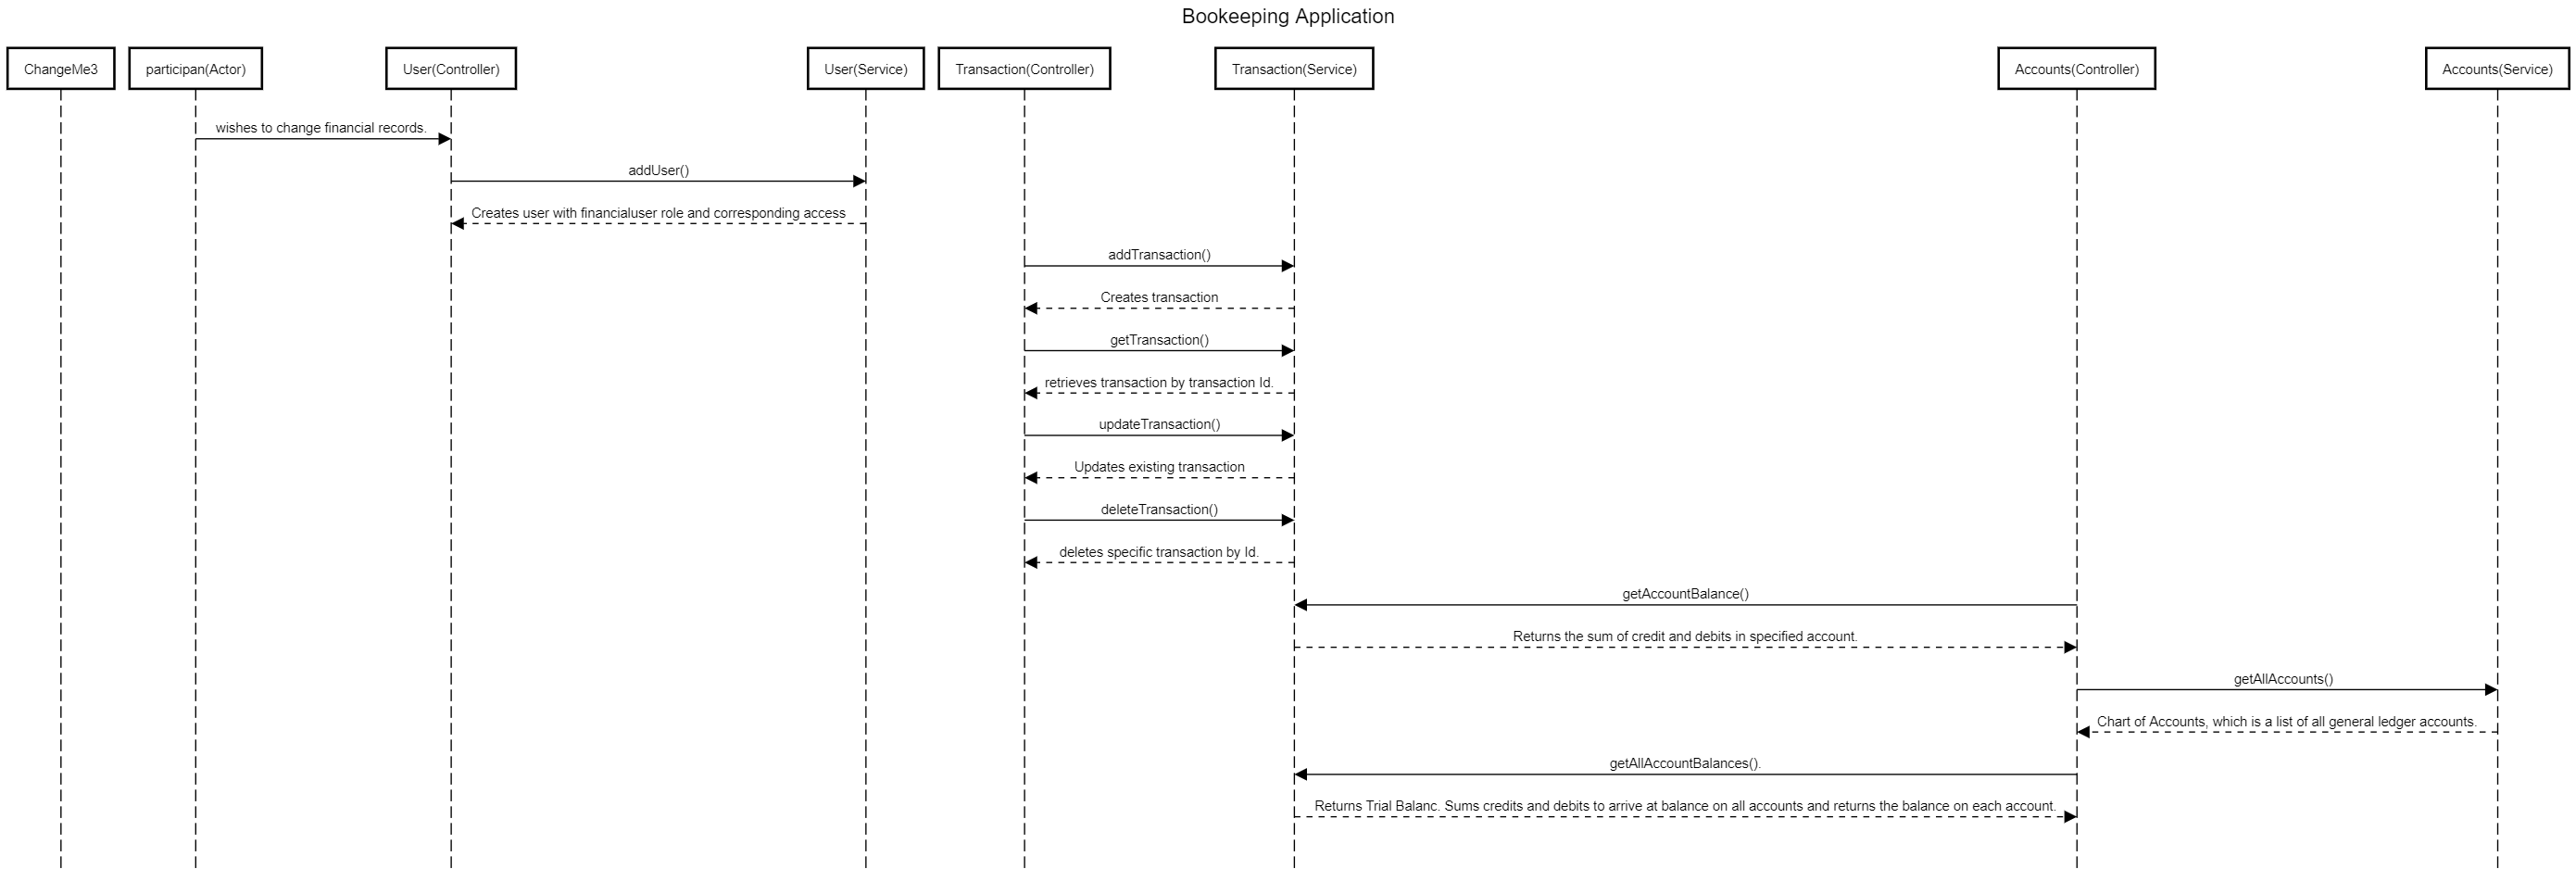 Bookeeping Application
ChangeMe3
participan(Actor)
User(Controller)
User(Service)
Transaction(Controller)
Transaction(Service)
Accounts(Controller)
Accounts(Service)
wishes to change financial records.
addUser()
Creates user with financialuser role and corresponding access
addTransaction()
Creates transaction
getTransaction()
retrieves transaction by transaction Id.
updateTransaction()
Updates existing transaction
deleteTransaction()
deletes specific transaction by Id.
getAccountBalance()
Returns the sum of credit and debits in specified account.
getAllAccounts()
Chart of Accounts, which is a list of all general ledger accounts.
getAllAccountBalances().
Returns Trial Balanc. Sums credits and debits to arrive at balance on all accounts and returns the balance on each account.